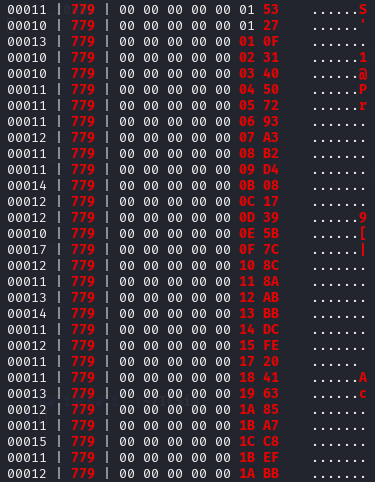 00011 | 779 | 00 00 00 00 00 01 53 ......S
00010 | 779 | 00 00 00 00 00 01 27 ......'
00013 | 779 | 00 00 00 00 00 01 0F .......
00010 | 779 | 00 00 00 00 00 02 31 ......1
00010 | 779 | 00 00 00 00 00 03 40 ......@
00011 | 779 | 00 00 00 00 00 04 50 ......P
00011 | 779 | 00 00 00 00 00 05 72 ......r
00011 | 779 | 00 00 00 00 00 06 93 .......
00012 | 779 | 00 00 00 00 00 07 A3 .......
00011 | 779 | 00 00 00 00 00 08 B2 .......
00011 | 779 | 00 00 00 00 00 09 D4 .......
00014 | 779 | 00 00 00 00 00 0B 08 .......
00012 | 779 | 00 00 00 00 00 0C 17 .......
00012 | 779 | 00 00 00 00 00 0D 39 ......9
00010 | 779 | 00 00 00 00 00 0E 5B ......[
00017 | 779 | 00 00 00 00 00 0F 7C ......|
00012 | 779 | 00 00 00 00 00 10 8C .......
00011 | 779 | 00 00 00 00 00 11 8A .......
00013 | 779 | 00 00 00 00 00 12 AB .......
00014 | 779 | 00 00 00 00 00 13 BB .......
00011 | 779 | 00 00 00 00 00 14 DC .......
00012 | 779 | 00 00 00 00 00 15 FE .......
00011 | 779 | 00 00 00 00 00 17 20 ......
00011 | 779 | 00 00 00 00 00 18 41 ......A
00013 | 779 | 00 00 00 00 00 19 63 ......c
00012 | 779 | 00 00 00 00 00 1A 85 .......
00011 | 779 | 00 00 00 00 00 1B A7 .......
00015 | 779 | 00 00 00 00 00 1C C8 .......
00011 | 779 | 00 00 00 00 00 1B EF .......
00012 | 779 | 00 00 00 00 00 1A BB .......